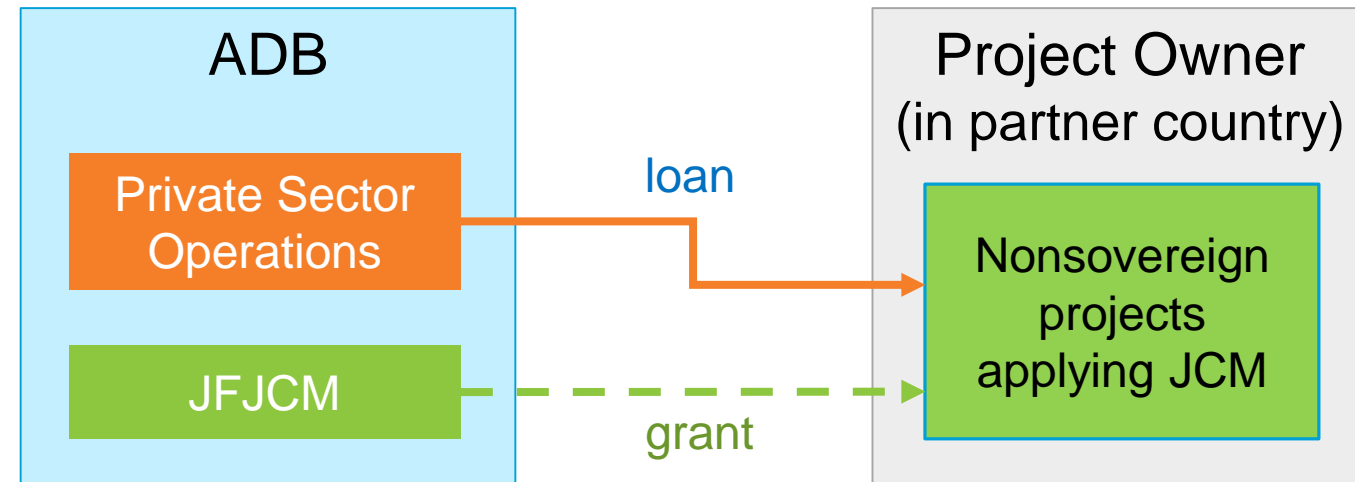 ADB
Private Sector
Operations
JFJCM
loan
grant
Project Owner
(in partner country)
Nonsovereign
projects
applying JCM